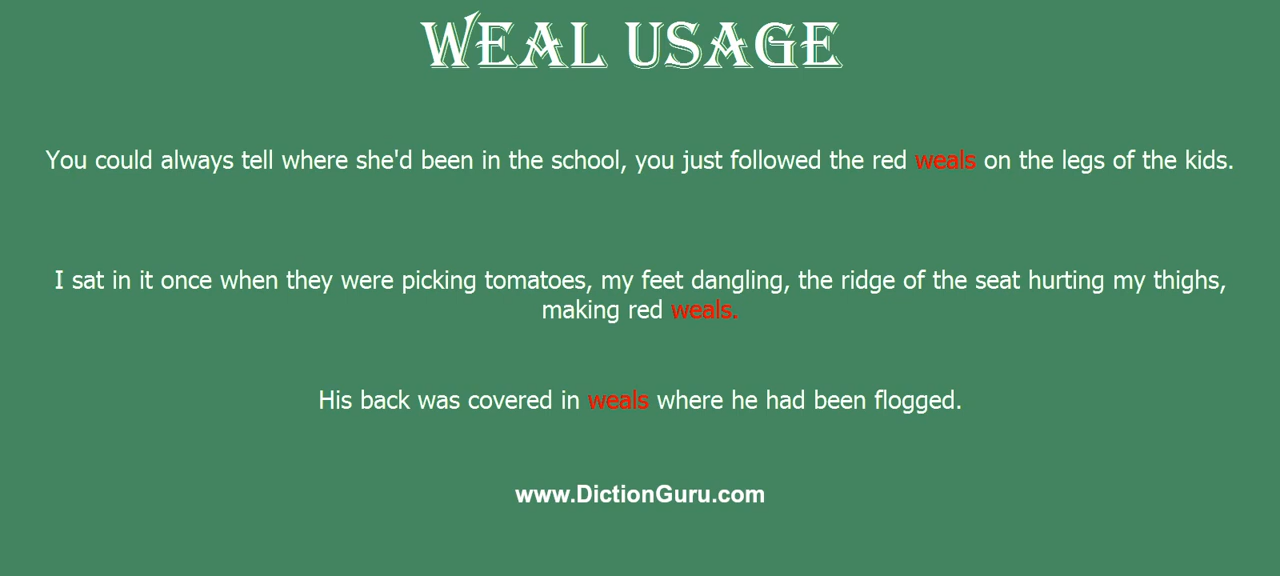 WEAL USAGE
You could always tell where she'd been in the school, you just followed the red weals on the legs of the kids.
I sat in it once when they were picking tomatoes, my feet dangling, the ridge of the seat hurting my thighs,
making red weals.
His back was covered in weals where he had been flogged.
www.DictionGuru.com